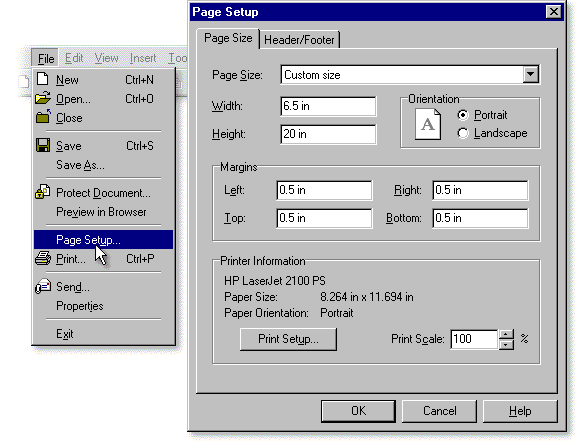 File Edit View Insert Too
New Ctrl+N
Open... Ctrl+O
Close
Save Ctrl+S
Save As...
Protect Document...
Preview in Browser
Page Setup...
Print... Ctrl+P
Send...
Properties
Exit
Page Setup
Page Size Header/Footer
Page Size: Custom size
Width: 6.5 in
Height: 20 in
Orientation
A
Portrait
Landscape
Margins
Left: 0.5 in Right: 0.5 in
Top: 0.5 in Bottom: 0.5 in
Printer Information
HP LaserJet 2100 PS
Paper Size: 8.264 in x 11.694 in
Paper Orientation: Portrait
Print Setup... Print Scale: 100 %
OK Cancel Help